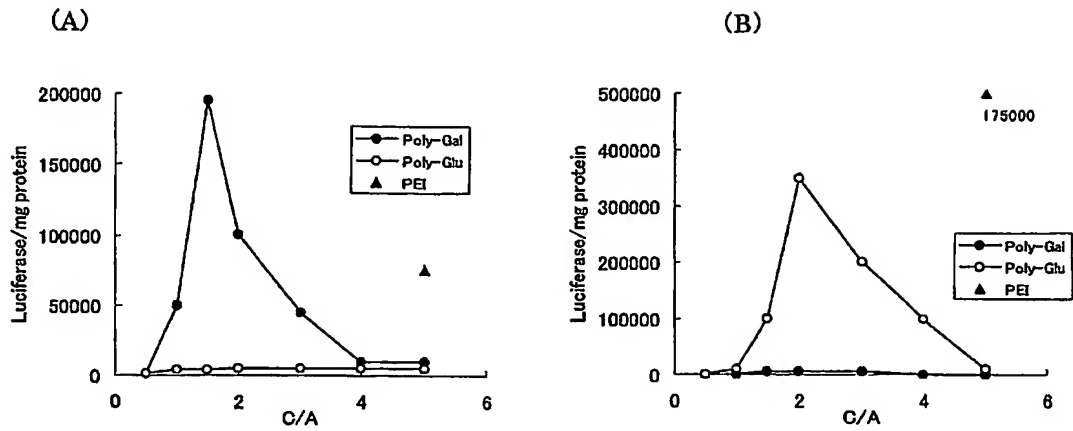 (A)
Luciferase/mg protein
200000
150000
100000
50000
0
0 2 4 6
C/A
Poly-Gal
Poly-Glu
PEI
(B)
Luciferase/mg protein
500000
400000
300000
200000
100000
0
0 2 4 6
C/A
175000
Poly-Gal
Poly-Glu
PEI